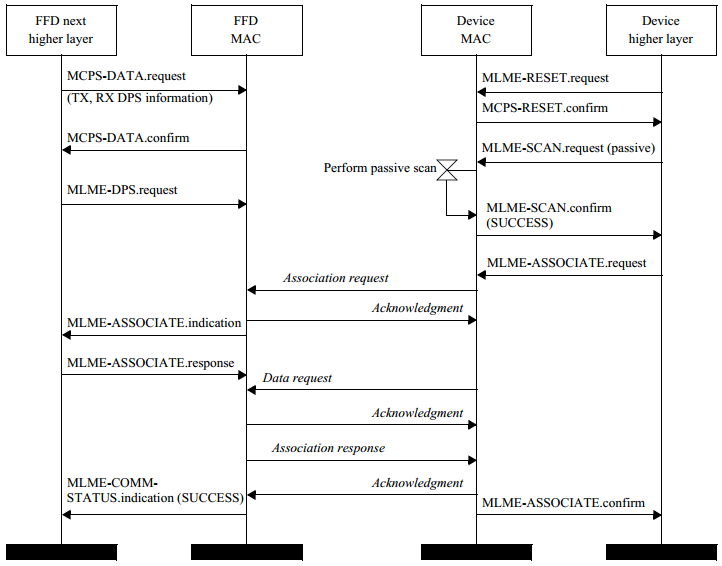 FFD next
higher layer
FFD
MAC
Device
MAC
Device
higher layer
MCPS-DATA.request
(TX, RX DPS information)
MLME-RESET.request
MCPS-RESET.confirm
MCPS-DATA.confirm
MLME-SCAN.request (passive)
Perform passive scan
MLME-DPS.request
MLME-SCAN.confirm
(SUCCESS)
MLME-ASSOCIATE.request
Association request
Acknowledgment
MLME-ASSOCIATE.indication
MLME-ASSOCIATE.response
Data request
Acknowledgment
Association response
MLME-COMM-
STATUS.indication (SUCCESS)
Acknowledgment
MLME-ASSOCIATE.confirm